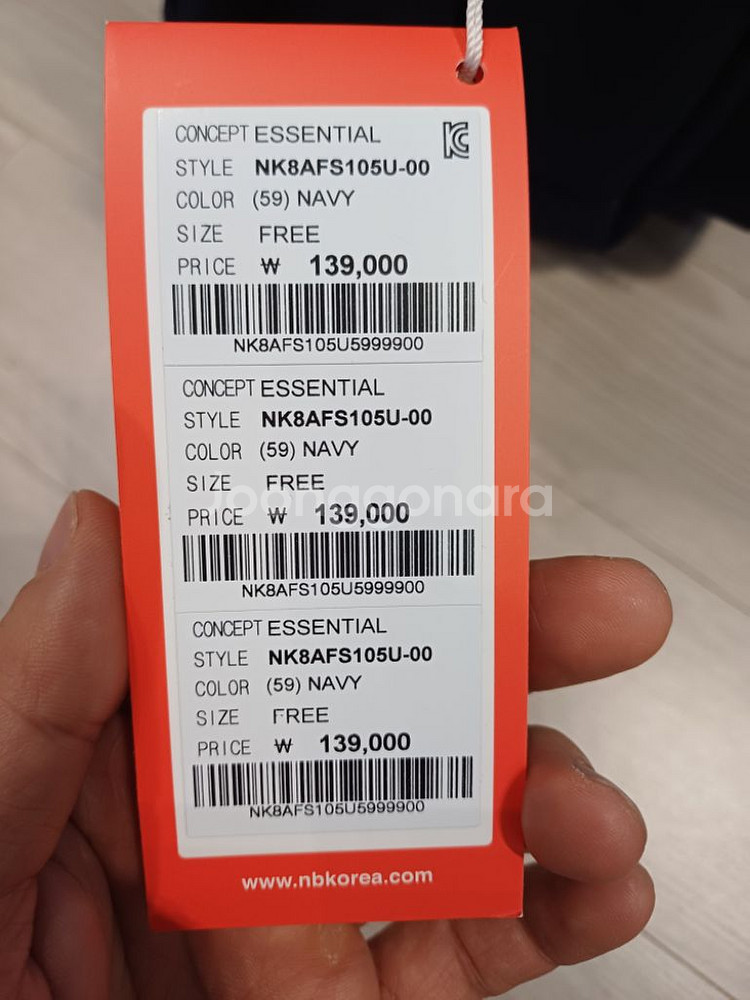 CONCEPT ESSENTIAL
STYLE NK8AFS105U-00
COLOR (59) NAVY
SIZE FREE
PRICE ₩ 139,000
NK8AFS105U5999900
CONCEPT ESSENTIAL
STYLE NK8AFS105U-00
COLOR (59) NAVY
SIZE FREE
joonggonara
PRICE ₩ 139,000
NK8AFS105U5999900
CONCEPT ESSENTIAL
STYLE NK8AFS105U-00
COLOR (59) NAVY
SIZE FREE
PRICE ₩ 139,000
NK8AFS105U5999900
www.nbkorea.com